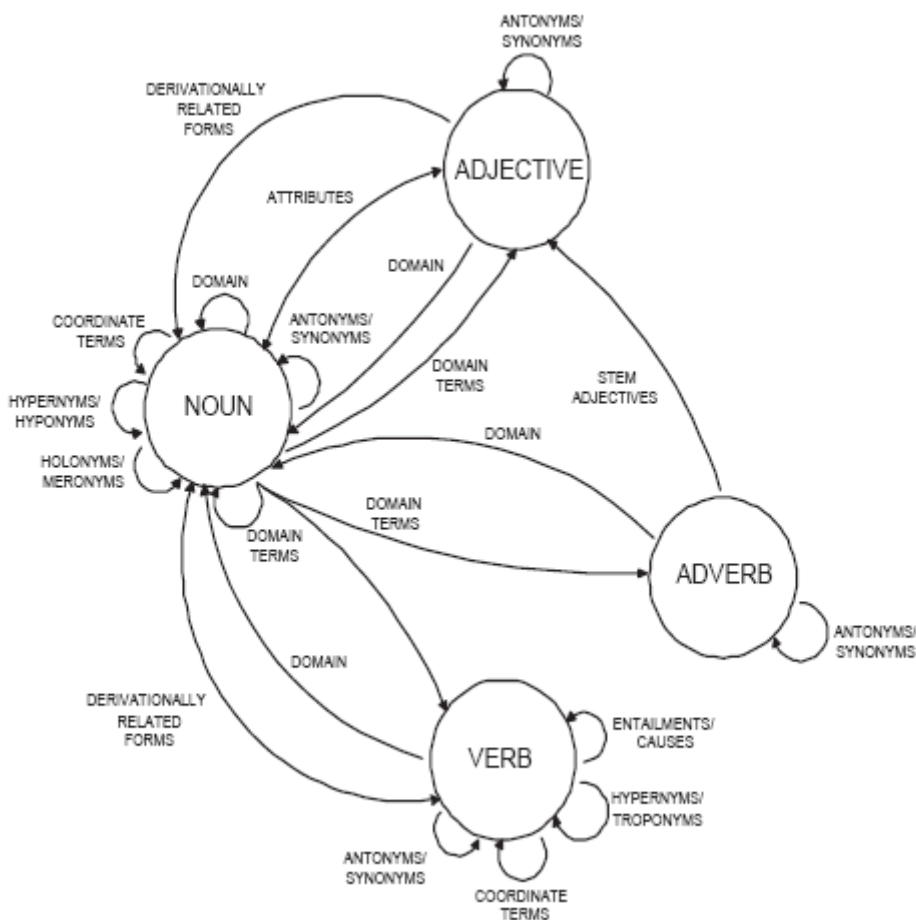 ANTONYMS/
SYNONYMS
DERIVATIONALLY
RELATED
FORMS
ADJECTIVE
ATTRIBUTES
DOMAIN
DOMAIN
COORDINATE
TERMS
ANTONYMS/
SYNONYMS
DOMAIN
TERMS
STEM
ADJECTIVES
HYPERNYMS/
HYPONYMS
NOUN
DOMAIN
HOLONYMS/
MERONYMS
DOMAIN
TERMS
DOMAIN
TERMS
ADVERB
ANTONYMS/
SYNONYMS
DOMAIN
DERIVATIONALLY
RELATED
FORMS
ENTAILMENTS/
CAUSES
VERB
HYPERNYMS/
TROPONYMS
ANTONYMS/
SYNONYMS
COORDINATE
TERMS